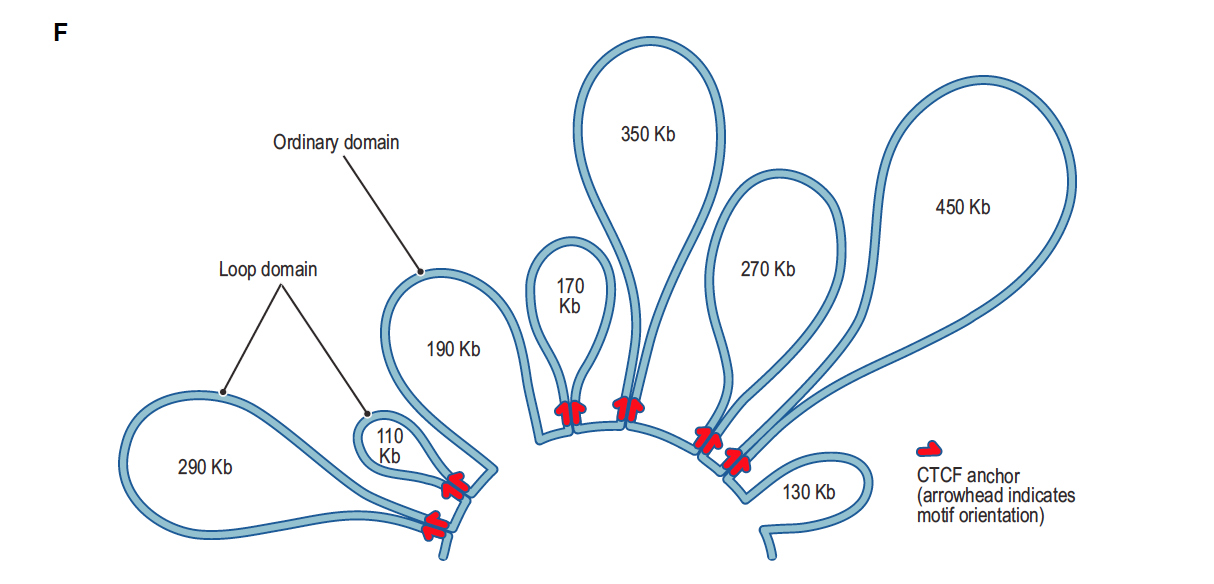 F
Ordinary domain
Loop domain
290 Kb
110
Kb
190 Kb
170
Kb
350 Kb
270 Kb
450 Kb
130 Kb
CTCF anchor
(arrowhead indicates
motif orientation)